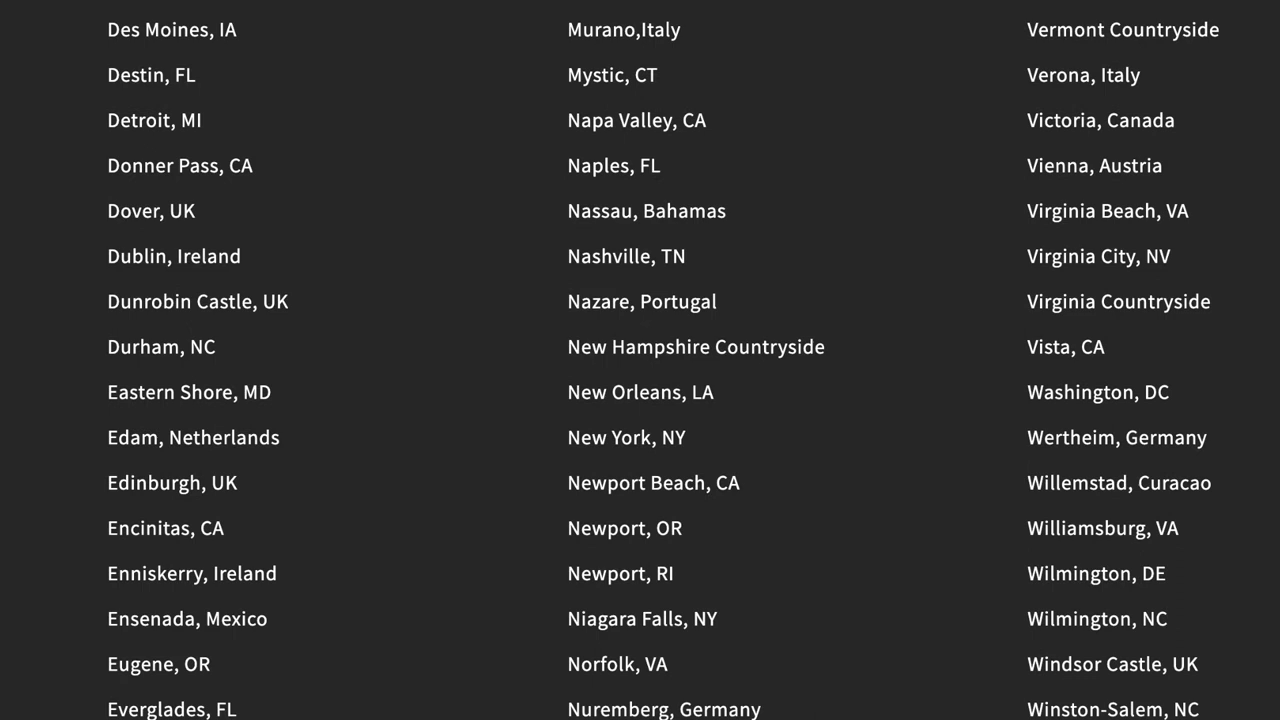 Des Moines, IA
Destin, FL
Detroit, MI
Donner Pass, CA
Dover, UK
Dublin, Ireland
Dunrobin Castle, UK
Durham, NC
Eastern Shore, MD
Edam, Netherlands
Edinburgh, UK
Encinitas, CA
Enniskerry, Ireland
Ensenada, Mexico
Eugene, OR
Everglades, FL
Murano,Italy
Mystic, CT
Napa Valley, CA
Naples, FL
Nassau, Bahamas
Nashville, TN
Nazare, Portugal
New Hampshire Countryside
New Orleans, LA
New York, NY
Newport Beach, CA
Newport, OR
Newport, RI
Niagara Falls, NY
Norfolk, VA
Nuremberg, Germany
Vermont Countryside
Verona, Italy
Victoria, Canada
Vienna, Austria
Virginia Beach, VA
Virginia City, NV
Virginia Countryside
Vista, CA
Washington, DC
Wertheim, Germany
Willemstad, Curacao
Williamsburg, VA
Wilmington, DE
Wilmington, NC
Windsor Castle, UK
Winston-Salem, NC